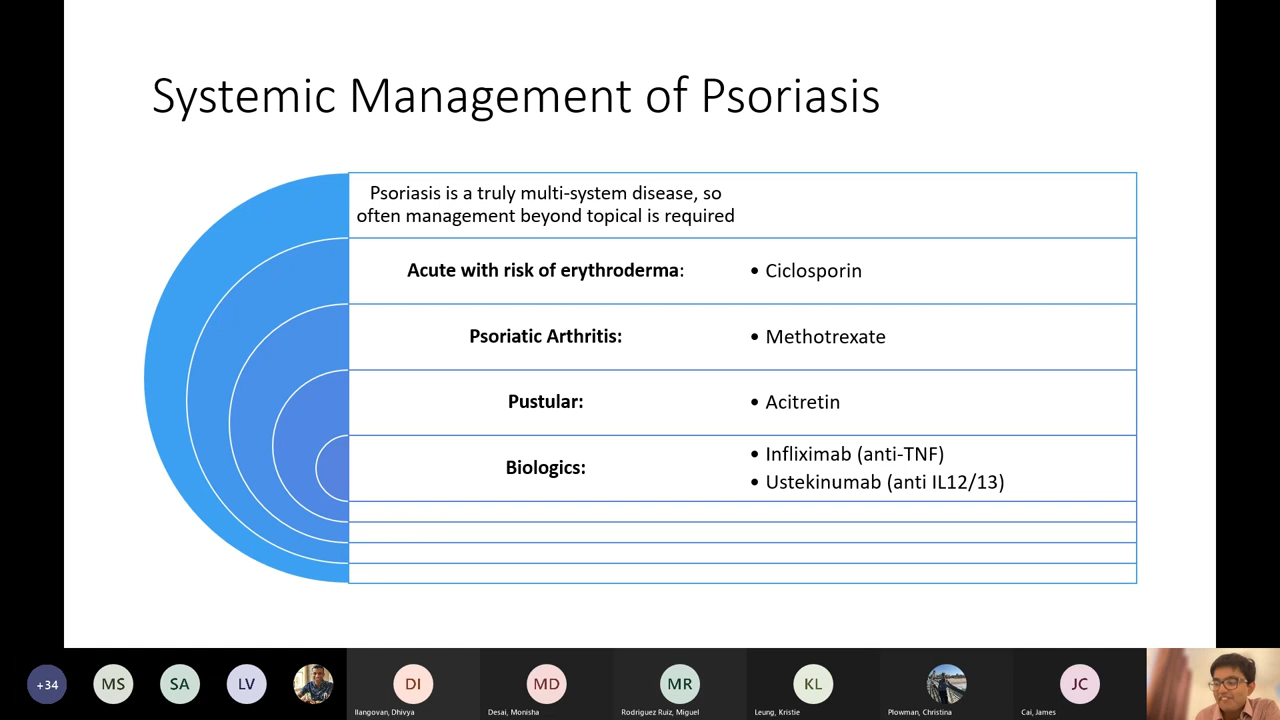 Systemic Management of Psoriasis
Psoriasis is a truly multi-system disease, so
often management beyond topical is required
Acute with risk of erythroderma:
• Ciclosporin
Psoriatic Arthritis:
• Methotrexate
Pustular:
• Acitretin
Biologics:
• Infliximab (anti-TNF)
• Ustekinumab (anti IL12/13)
+34
MS
SA
LV
DI
MD
MR
KL
JC
Ilangovan, Dhivya
Desai, Monisha
Rodriguez Ruiz, Miguel
Leung, Kristie
Plowman, Christina
Cai, James